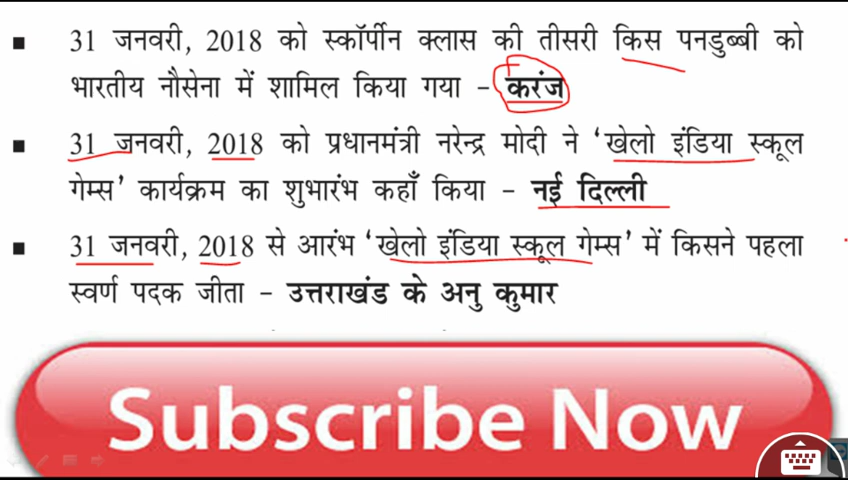 ▪ 31 जनवरी, 2018 को स्कॉर्पीन क्लास की तीसरी किस पनडुब्बी को
भारतीय नौसेना में शामिल किया गया - करंज
▪ 31 जनवरी, 2018 को प्रधानमंत्री नरेन्द्र मोदी ने ‘खेलो इंडिया स्कूल
गेम्स’ कार्यक्रम का शुभारंभ कहाँ किया - नई दिल्ली
▪ 31 जनवरी, 2018 से आरंभ ‘खेलो इंडिया स्कूल गेम्स’ में किसने पहला
स्वर्ण पदक जीता - उत्तराखंड के अनु कुमार
Subscribe Now